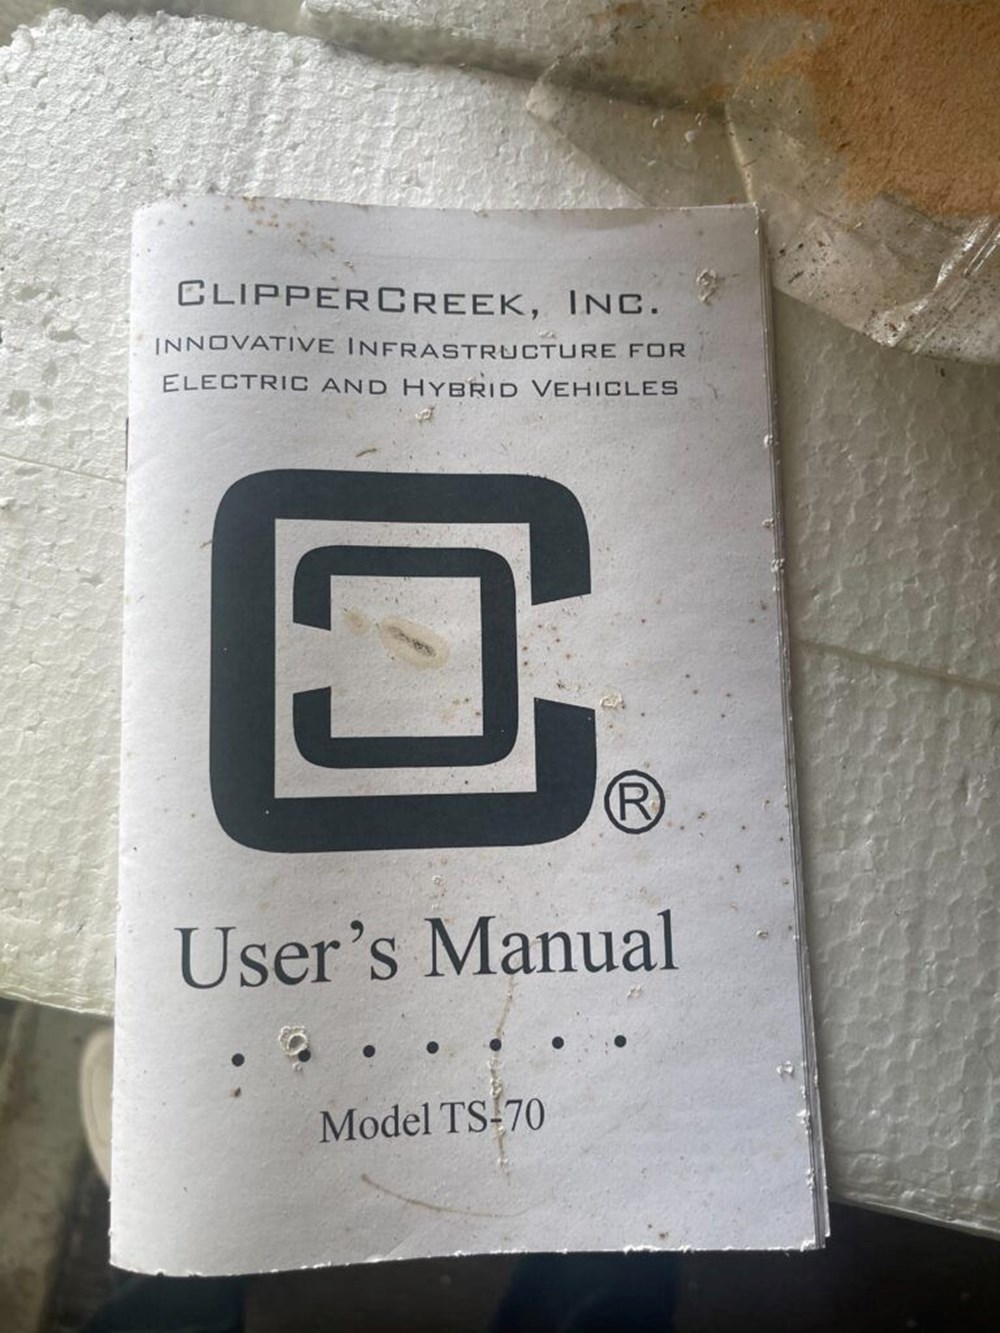 ClipperCreek, Inc.
Innovative Infrastructure for
Electric and Hybrid Vehicles
®
User's Manual
• • • • • • •
Model TS-70